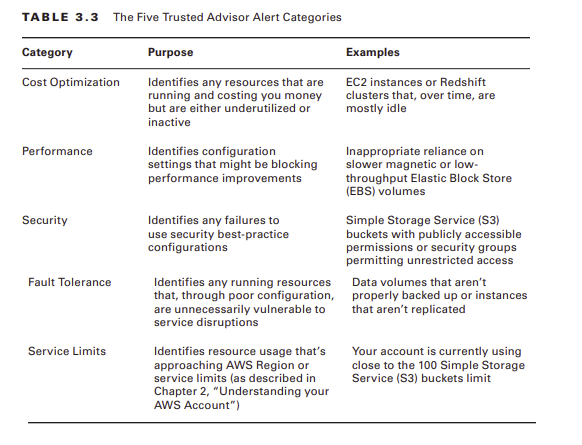 TABLE 3.3 The Five Trusted Advisor Alert Categories
Category Purpose Examples
Cost Optimization Identifies any resources that are EC2 instances or Redshift
running and costing you money clusters that, over time, are
but are either underutilized or mostly idle
inactive
Performance Identifies configuration Inappropriate reliance on
settings that might be blocking slower magnetic or low-
performance improvements throughput Elastic Block Store
(EBS) volumes
Security Identifies any failures to Simple Storage Service (S3)
use security best-practice buckets with publicly accessible
configurations permissions or security groups
permitting unrestricted access
Fault Tolerance Identifies any running resources Data volumes that aren’t
that, through poor configuration, properly backed up or instances
are unnecessarily vulnerable to that aren’t replicated
service disruptions
Service Limits Identifies resource usage that’s Your account is currently using
approaching AWS Region or close to the 100 Simple Storage
service limits (as described in Service (S3) buckets limit
Chapter 2, “Understanding your
AWS Account”)